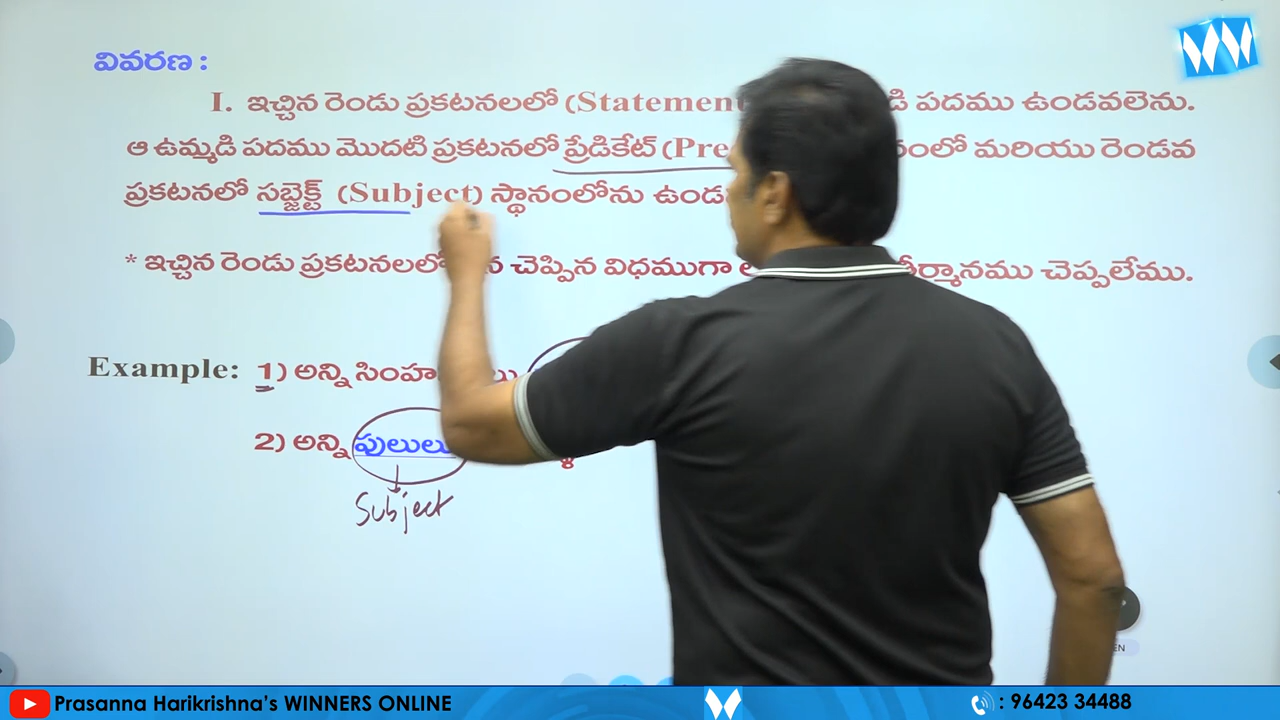 వివరణ :
I. ఇచ్చిన రెండు ప్రకటనలలో (Statement పదము ఉండవలెను.
ఆ ఉమ్మడి పదము మొదటి ప్రకటనలో ప్రేడికేట్ (Pre మరియు రెండవ
ప్రకటనలో సబ్జెక్ట్ (Subject) స్థానంలోను
* ఇచ్చిన రెండు ప్రకటనలలో చెప్పిన విధముగా తీర్మానము చెప్పలేము.
Example: 1) అన్ని
2) అన్ని పులులు
Subject
EN
Prasanna Harikrishna's WINNERS ONLINE
: 96423 34488